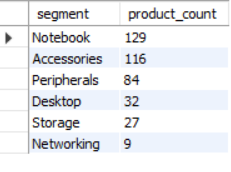 segment product_count
Notebook 129
Accessories 116
Peripherals 84
Desktop 32
Storage 27
Networking 9